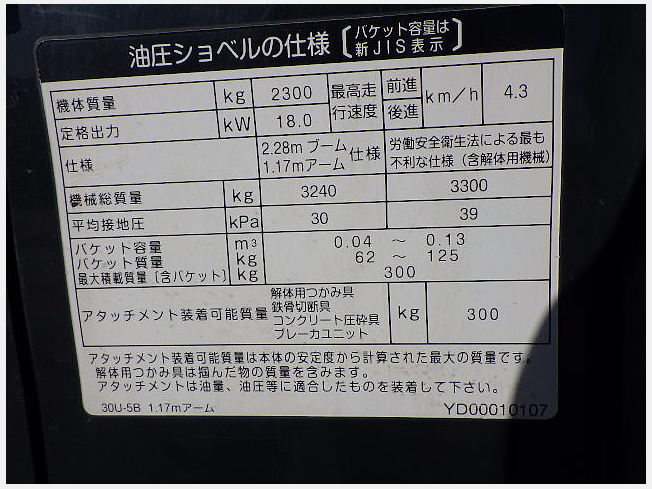 油圧ショベルの仕様〔バケット容量は新JIS表示〕
機体質量 kg 2300 最高走行速度 前進 後進 km/h 4.3
定格出力 kW 18.0
仕様 2.28mブーム 1.17mアーム 仕様 労働安全衛生法による最も不利な仕様(含解体用機械)
機械総質量 kg 3240 3300
平均接地圧 kPa 30 39
バケット容量 m³ 0.04 ～ 0.13
バケット質量 kg 62 ～ 125
最大積載質量〔含バケット〕 kg 300
アタッチメント装着可能質量 解体用つかみ具 鉄骨切断具 コンクリート圧砕具 ブレーカユニット kg 300
アタッチメント装着可能質量は本体の安定度から計算された最大の質量です。
解体用つかみ具は掴んだ物の質量を含みます。
アタッチメントは油量、油圧等に適合したものを装着して下さい。
30U-5B 1.17mアーム YD00010107